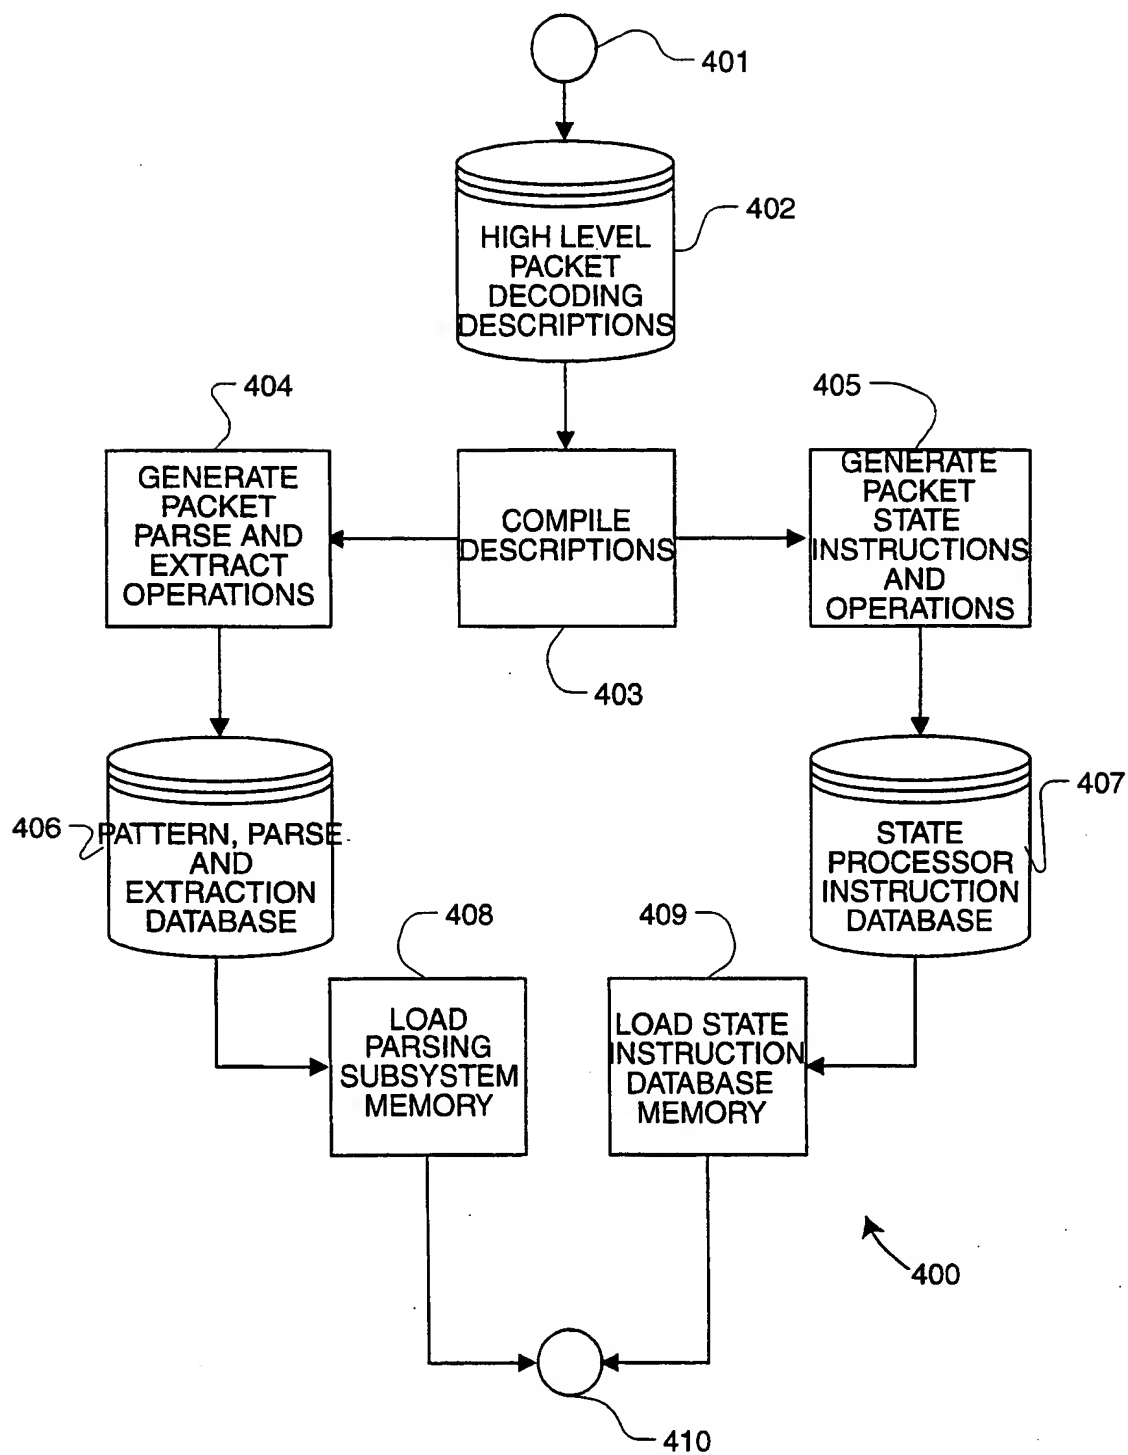 401
402
HIGH LEVEL
PACKET
DECODING
DESCRIPTIONS
404
405
GENERATE
PACKET
PARSE AND
EXTRACT
OPERATIONS
COMPILE
DESCRIPTIONS
GENERATE
PACKET
STATE
INSTRUCTIONS
AND
OPERATIONS
403
406
PATTERN, PARSE
AND
EXTRACTION
DATABASE
407
STATE
PROCESSOR
INSTRUCTION
DATABASE
408
409
LOAD
PARSING
SUBSYSTEM
MEMORY
LOAD STATE
INSTRUCTION
DATABASE
MEMORY
400
410